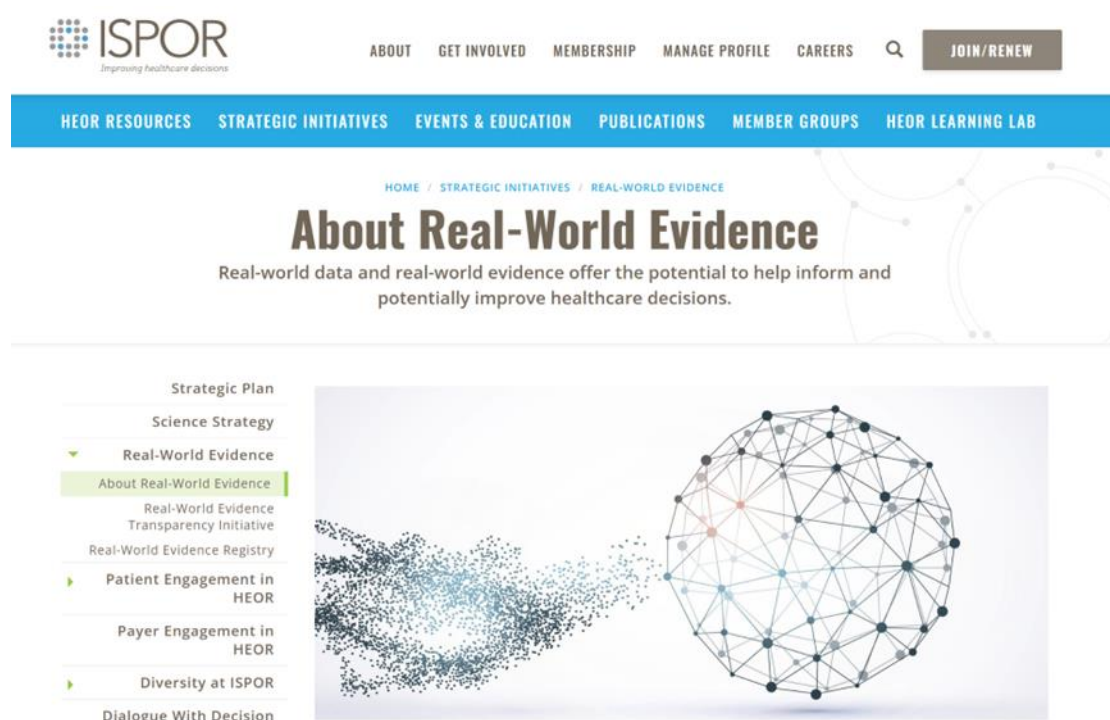 ISPOR
Improving healthcare decisions
ABOUT GET INVOLVED MEMBERSHIP MANAGE PROFILE CAREERS JOIN/RENEW
HEOR RESOURCES STRATEGIC INITIATIVES EVENTS & EDUCATION PUBLICATIONS MEMBER GROUPS HEOR LEARNING LAB
HOME / STRATEGIC INITIATIVES / REAL-WORLD EVIDENCE
About Real-World Evidence
Real-world data and real-world evidence offer the potential to help inform and
potentially improve healthcare decisions.
Strategic Plan
Science Strategy
Real-World Evidence
About Real-World Evidence
Real-World Evidence
Transparency Initiative
Real-World Evidence Registry
Patient Engagement in
HEOR
Payer Engagement in
HEOR
Diversity at ISPOR
Dialogue With Decision